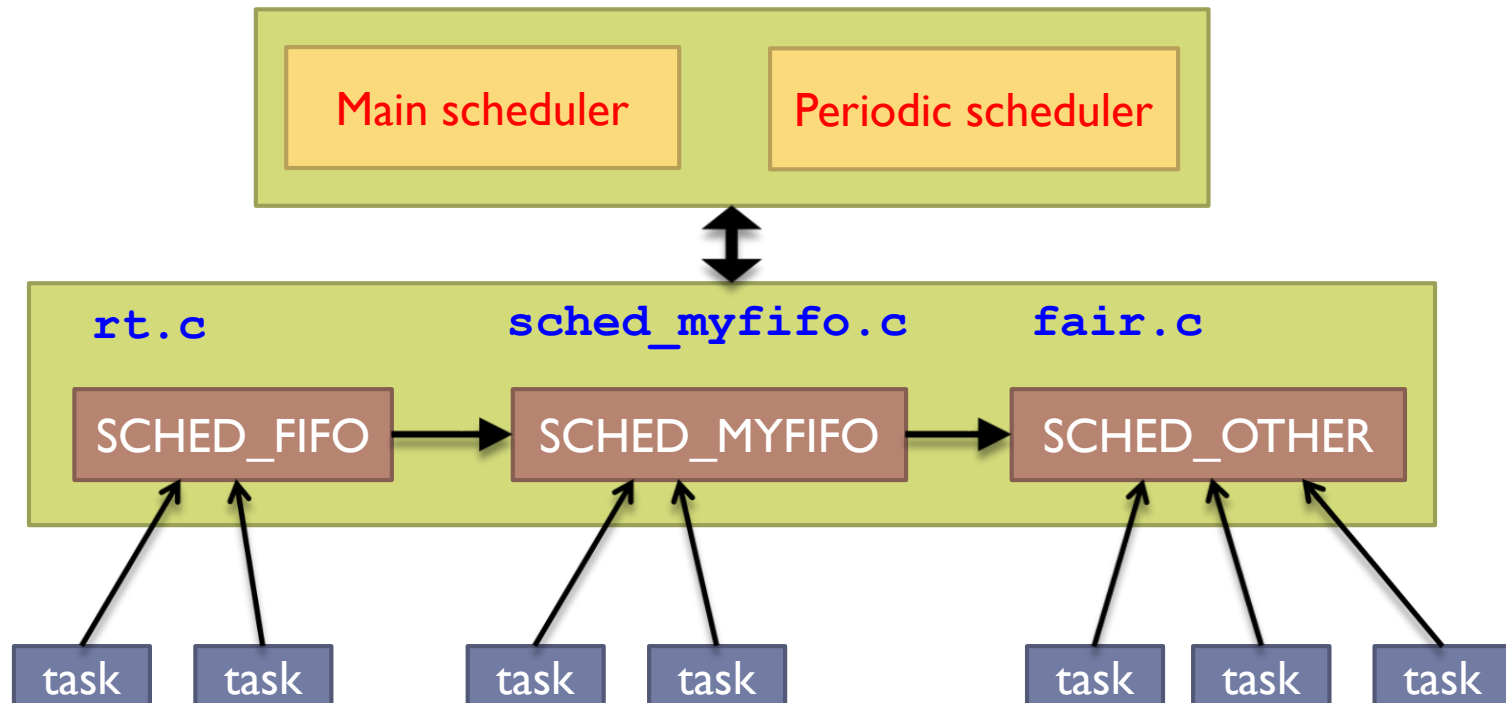 Main scheduler
Periodic scheduler
rt.c
sched_myfifo.c
fair.c
SCHED_FIFO
SCHED_MYFIFO
SCHED_OTHER
task
task
task
task
task
task
task